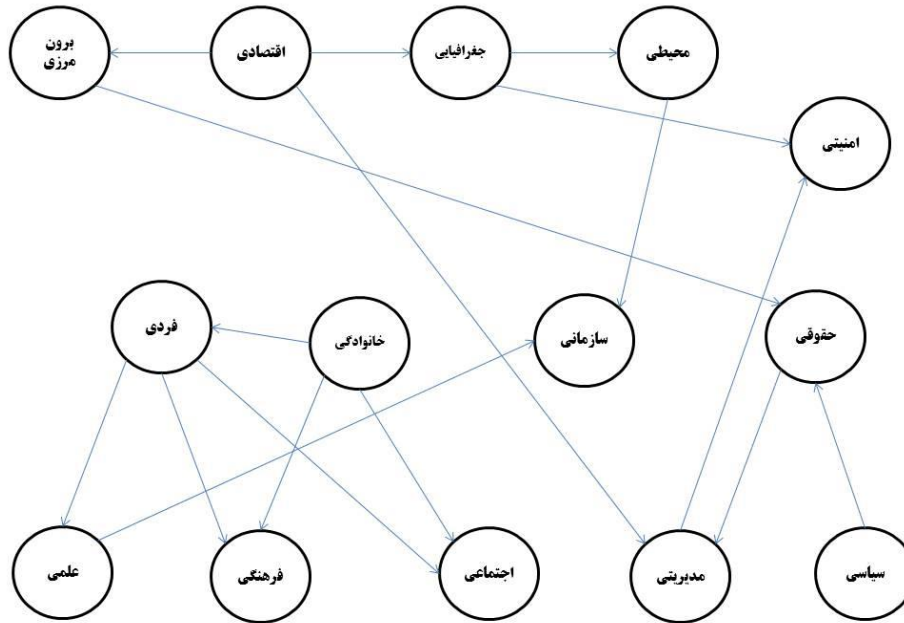 برون
مرزی
اقتصادی
جغرافیایی
محیطی
امنیتی
فردی
خانوادگی
سازمانی
حقوقی
علمی
فرهنگی
اجتماعی
مدیریتی
سیاسی